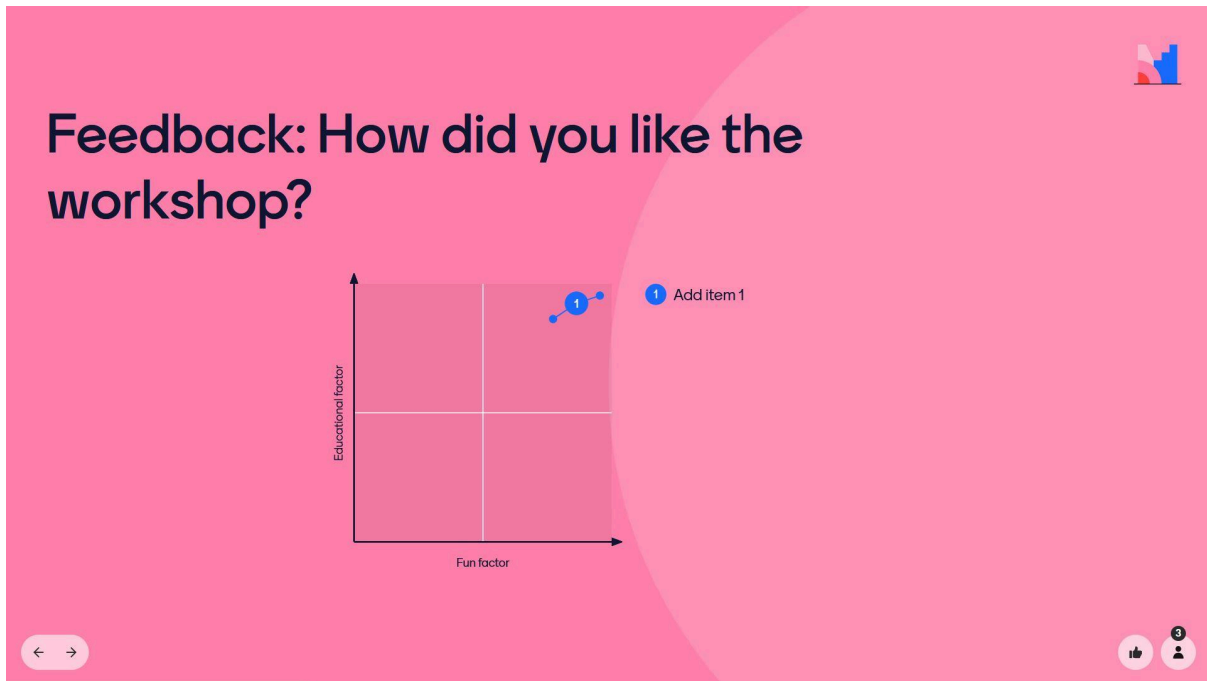 Feedback: How did you like the
workshop?
1
1 Add item 1
Educational factor
Fun factor
3